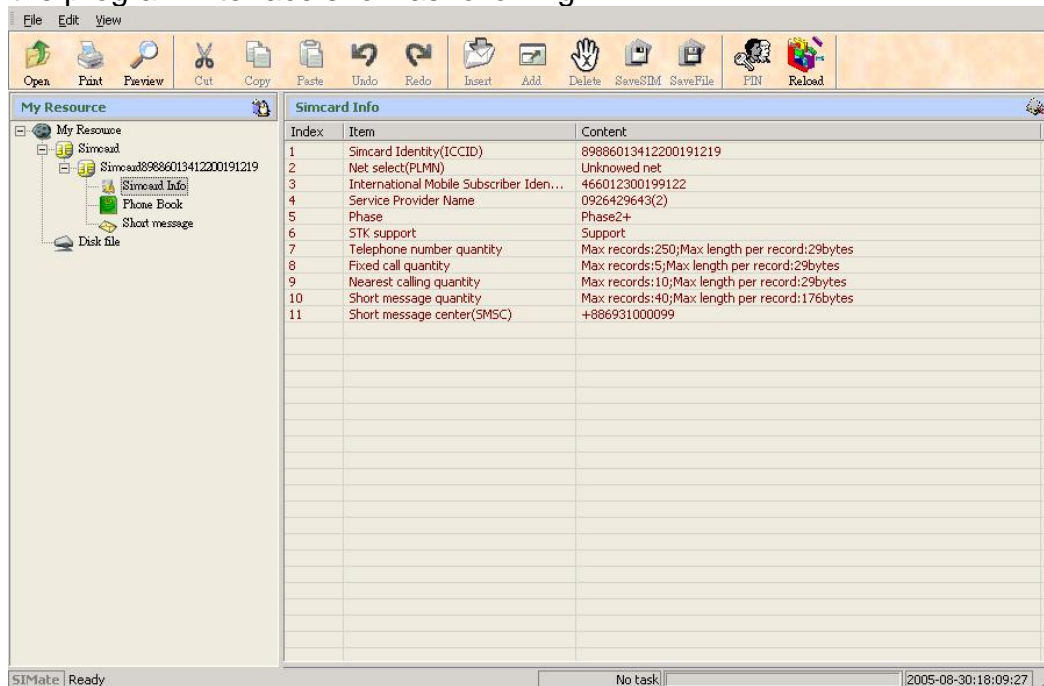 File Edit View
Open Print Preview Cut Copy Paste Undo Redo Insert Add Delete SaveSIM SaveFile PIN Reload
My Resource
My Resource
Simcard
Simcard89886013412200191219
Simcard Info
Phone Book
Short message
Disk file
Simcard Info
Index Item Content
1 Simcard Identity(ICCID) 89886013412200191219
2 Net select(PLMN) Unknowed net
3 International Mobile Subscriber Iden... 466012300199122
4 Service Provider Name 0926429643(2)
5 Phase Phase2+
6 STK support Support
7 Telephone number quantity Max records:250;Max length per record:29bytes
8 Fixed call quantity Max records:5;Max length per record:29bytes
9 Nearest calling quantity Max records:10;Max length per record:29bytes
10 Short message quantity Max records:40;Max length per record:176bytes
11 Short message center(SMSC) +886931000099
SIMate Ready No task 2005-08-30:18:09:27